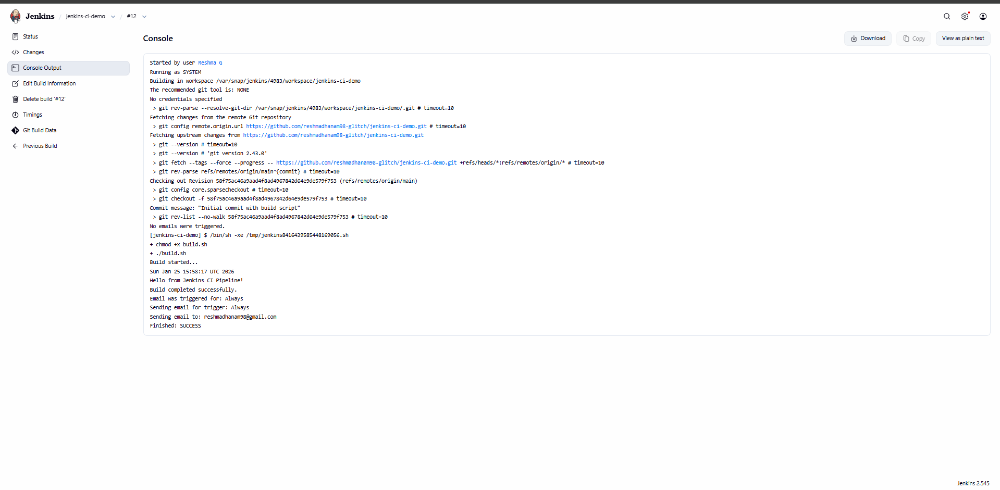 Jenkins / jenkins-ci-demo / #12
Status
Changes
Console Output
Edit Build Information
Delete build '#12'
Timings
Git Build Data
Previous Build
Console
Download
Copy
View as plain text
Started by user Reshma G
Running as SYSTEM
Building in workspace /var/snap/jenkins/4983/workspace/jenkins-ci-demo
The recommended git tool is: NONE
No credentials specified
> git rev-parse --resolve-git-dir /var/snap/jenkins/4983/workspace/jenkins-ci-demo/.git # timeout=10
Fetching changes from the remote Git repository
> git config remote.origin.url https://github.com/reshmadhanam98-glitch/jenkins-ci-demo.git # timeout=10
Fetching upstream changes from https://github.com/reshmadhanam98-glitch/jenkins-ci-demo.git
> git --version # timeout=10
> git --version # 'git version 2.43.0'
> git fetch --tags --force --progress -- https://github.com/reshmadhanam98-glitch/jenkins-ci-demo.git +refs/heads/*:refs/remotes/origin/* # timeout=10
> git rev-parse refs/remotes/origin/main^{commit} # timeout=10
Checking out Revision 58f75ac46a9aad4f8ad4967842d64e9de579f753 (refs/remotes/origin/main)
> git config core.sparsecheckout # timeout=10
> git checkout -f 58f75ac46a9aad4f8ad4967842d64e9de579f753 # timeout=10
Commit message: "Initial commit with build script"
> git rev-list --no-walk 58f75ac46a9aad4f8ad4967842d64e9de579f753 # timeout=10
No emails were triggered.
[jenkins-ci-demo] $ /bin/sh -xe /tmp/jenkins8416439585448169056.sh
+ chmod +x build.sh
+ ./build.sh
Build started...
Sun Jan 25 15:58:17 UTC 2026
Hello from Jenkins CI Pipeline!
Build completed successfully.
Email was triggered for: Always
Sending email for trigger: Always
Sending email to: reshmadhanam98@gmail.com
Finished: SUCCESS
Jenkins 2.545